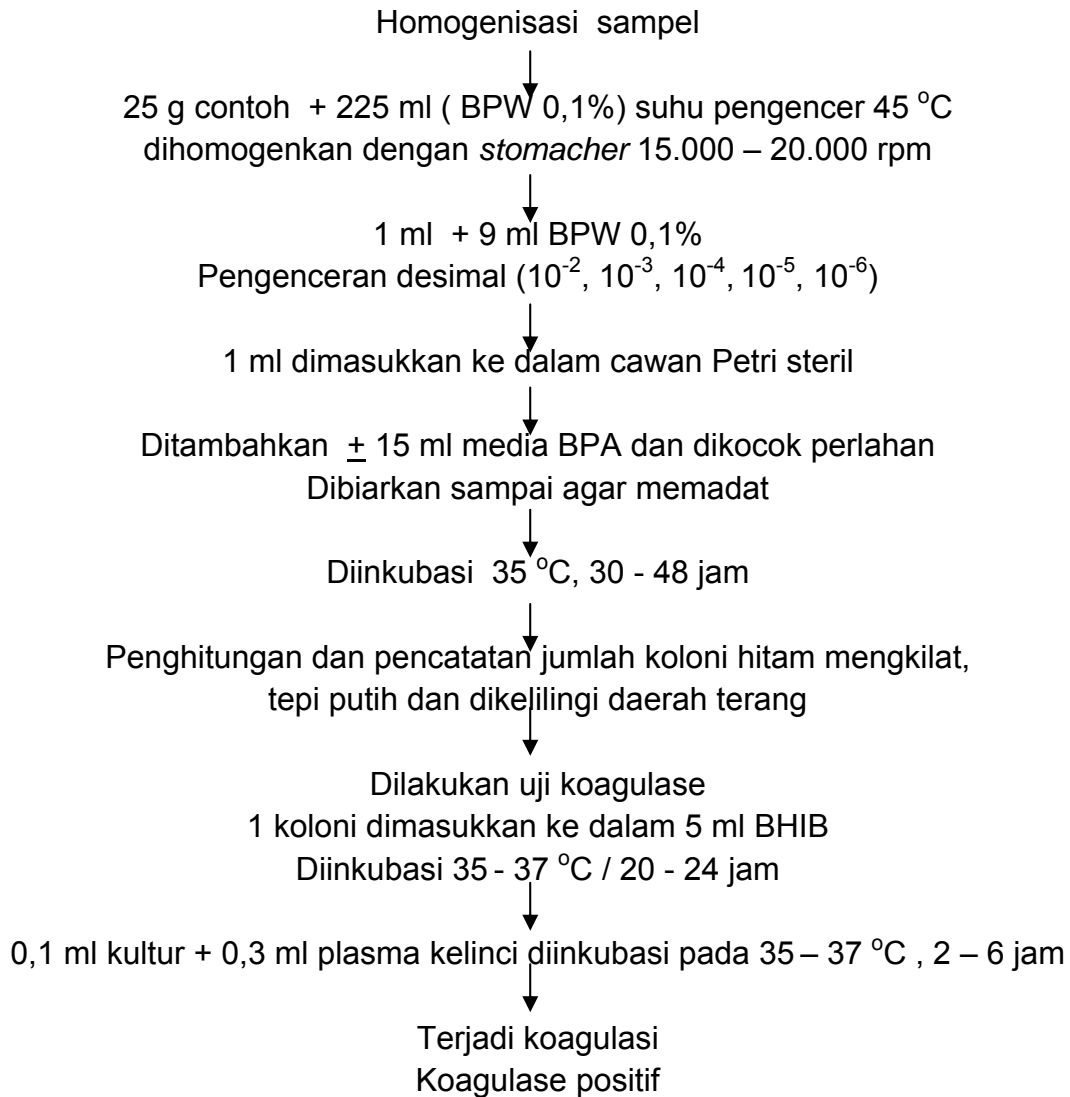 Homogenisasi sampel
25 g contoh + 225 ml ( BPW 0,1%) suhu pengencer 45 °C
dihomogenkan dengan stomacher 15.000 – 20.000 rpm
1 ml + 9 ml BPW 0,1%
Pengenceran desimal (10⁻², 10⁻³, 10⁻⁴, 10⁻⁵, 10⁻⁶)
1 ml dimasukkan ke dalam cawan Petri steril
Ditambahkan ± 15 ml media BPA dan dikocok perlahan
Dibiarkan sampai agar memadat
Diinkubasi 35 °C, 30 - 48 jam
Penghitungan dan pencatatan jumlah koloni hitam mengkilat,
tepi putih dan dikelilingi daerah terang
Dilakukan uji koagulase
1 koloni dimasukkan ke dalam 5 ml BHIB
Diinkubasi 35 - 37 °C / 20 - 24 jam
0,1 ml kultur + 0,3 ml plasma kelinci diinkubasi pada 35 – 37 °C , 2 – 6 jam
Terjadi koagulasi
Koagulase positif